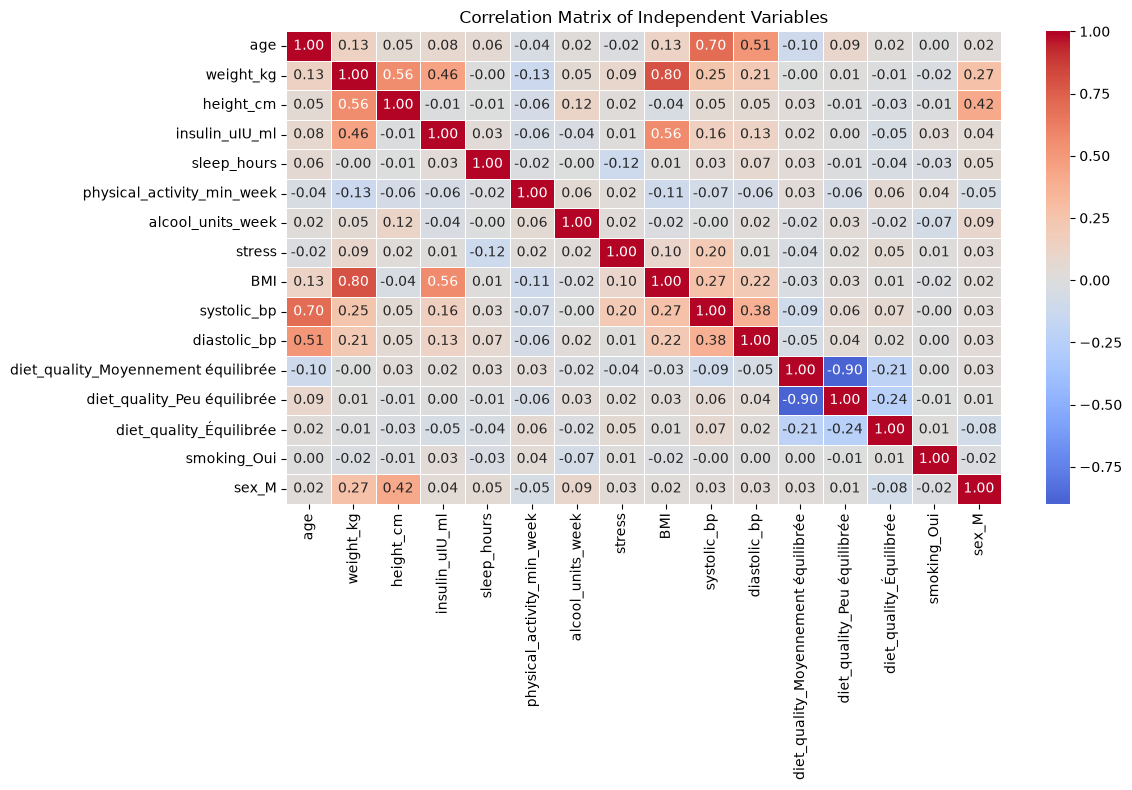 Correlation Matrix of Independent Variables
age 1.00 0.13 0.05 0.08 0.06 -0.04 0.02 -0.02 0.13 0.70 0.51 -0.10 0.09 0.02 0.00 0.02
weight_kg 0.13 1.00 0.56 0.46 -0.00 -0.13 0.05 0.09 0.80 0.25 0.21 -0.00 0.01 -0.01 -0.02 0.27
height_cm 0.05 0.56 1.00 -0.01 -0.01 -0.06 0.12 0.02 -0.04 0.05 0.05 0.03 -0.01 -0.03 -0.01 0.42
insulin_uIU_ml 0.08 0.46 -0.01 1.00 0.03 -0.06 -0.04 0.01 0.56 0.16 0.13 0.02 0.00 -0.05 0.03 0.04
sleep_hours 0.06 -0.00 -0.01 0.03 1.00 -0.02 -0.00 -0.12 0.01 0.03 0.07 0.03 -0.01 -0.04 -0.03 0.05
physical_activity_min_week -0.04 -0.13 -0.06 -0.06 -0.02 1.00 0.06 0.02 -0.11 -0.07 -0.06 0.03 -0.06 0.06 0.04 -0.05
alcool_units_week 0.02 0.05 0.12 -0.04 -0.00 0.06 1.00 0.02 -0.02 -0.00 0.02 -0.02 0.03 -0.02 -0.07 0.09
stress -0.02 0.09 0.02 0.01 -0.12 0.02 0.02 1.00 0.10 0.20 0.01 -0.04 0.02 0.05 0.01 0.03
BMI 0.13 0.80 -0.04 0.56 0.01 -0.11 -0.02 0.10 1.00 0.27 0.22 -0.03 0.03 0.01 -0.02 0.02
systolic_bp 0.70 0.25 0.05 0.16 0.03 -0.07 -0.00 0.20 0.27 1.00 0.38 -0.09 0.06 0.07 -0.00 0.03
diastolic_bp 0.51 0.21 0.05 0.13 0.07 -0.06 0.02 0.01 0.22 0.38 1.00 -0.05 0.04 0.02 0.00 0.03
diet_quality_Moyennement équilibrée -0.10 -0.00 0.03 0.02 0.03 0.03 -0.02 -0.04 -0.03 -0.09 -0.05 1.00 -0.90 -0.21 0.00 0.03
diet_quality_Peu équilibrée 0.09 0.01 -0.01 0.00 -0.01 -0.06 0.03 0.02 0.03 0.06 0.04 -0.90 1.00 -0.24 -0.01 0.01
diet_quality_Équilibrée 0.02 -0.01 -0.03 -0.05 -0.04 0.06 -0.02 0.05 0.01 0.07 0.02 -0.21 -0.24 1.00 0.01 -0.08
smoking_Oui 0.00 -0.02 -0.01 0.03 -0.03 0.04 -0.07 0.01 -0.02 -0.00 0.00 0.00 -0.01 0.01 1.00 -0.02
sex_M 0.02 0.27 0.42 0.04 0.05 -0.05 0.09 0.03 0.02 0.03 0.03 0.03 0.01 -0.08 -0.02 1.00
age
weight_kg
height_cm
insulin_uIU_ml
sleep_hours
physical_activity_min_week
alcool_units_week
stress
BMI
systolic_bp
diastolic_bp
diet_quality_Moyennement équilibrée
diet_quality_Peu équilibrée
diet_quality_Équilibrée
smoking_Oui
sex_M
1.00
0.75
0.50
0.25
0.00
−0.25
−0.50
−0.75